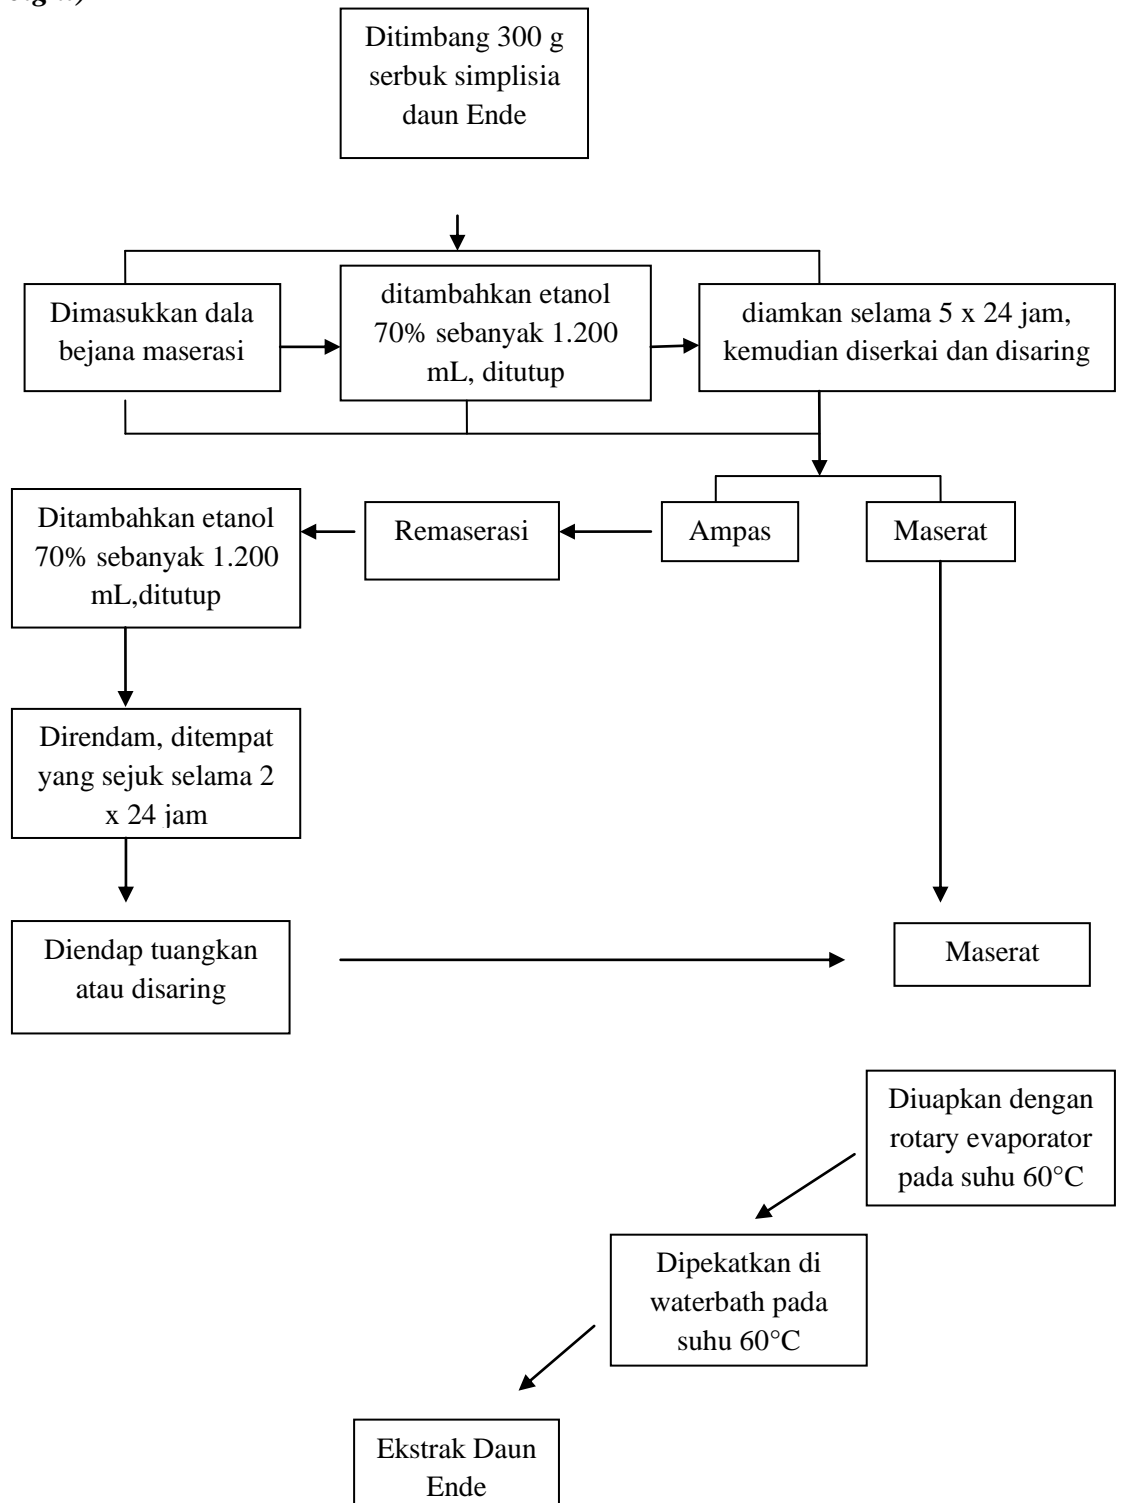 Ditimbang 300 g
serbuk simplisia
daun Ende
Dimasukkan dala
bejana maserasi
ditambahkan etanol
70% sebanyak 1.200
mL, ditutup
diamkan selama 5 x 24 jam,
kemudian diserkai dan disaring
Ditambahkan etanol
70% sebanyak 1.200
mL,ditutup
Remaserasi
Ampas
Maserat
Direndam, ditempat
yang sejuk selama 2
x 24 jam
Diendap tuangkan
atau disaring
Maserat
Diuapkan dengan
rotary evaporator
pada suhu 60°C
Dipekatkan di
waterbath pada
suhu 60°C
Ekstrak Daun
Ende